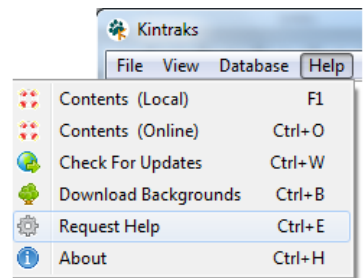 Kintraks
File View Database Help
Contents (Local) F1
Contents (Online) Ctrl+O
Check For Updates Ctrl+W
Download Backgrounds Ctrl+B
Request Help Ctrl+E
About Ctrl+H